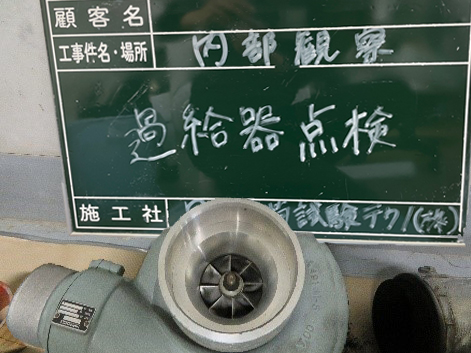 顧客名
工事件名・場所 内部観察
過給器点検
施工社 試験テクノ(株)